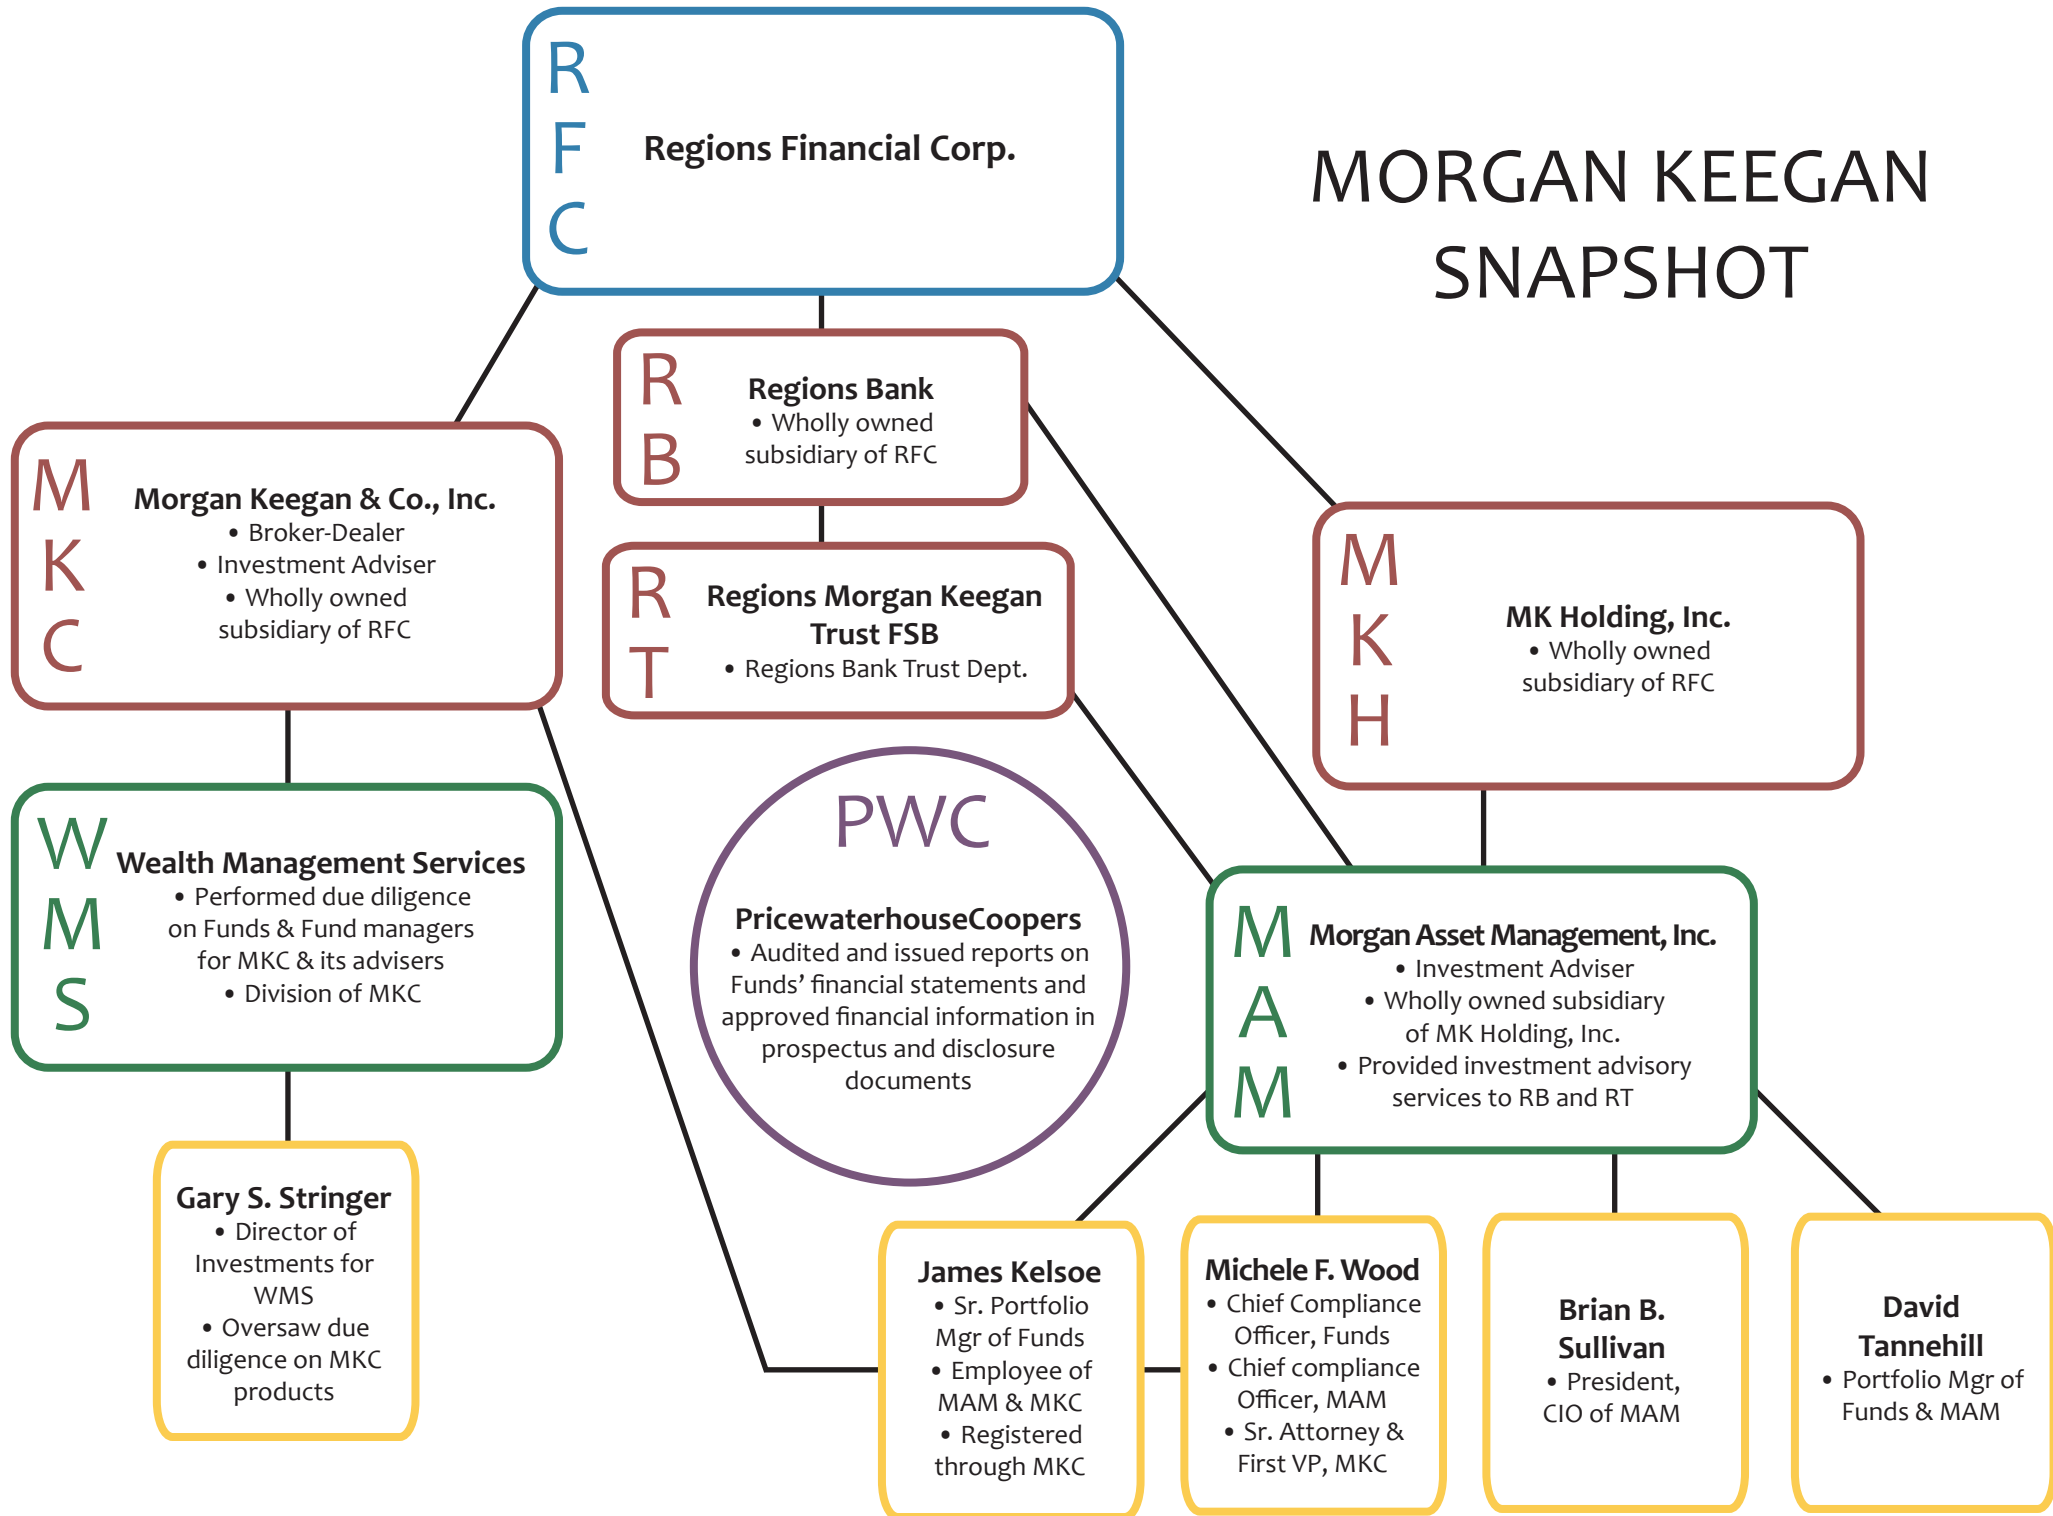 R
F
C
Regions Financial Corp.
MORGAN KEEGAN
SNAPSHOT
R
B
Regions Bank
• Wholly owned
subsidiary of RFC
M
K
C
Morgan Keegan & Co., Inc.
• Broker-Dealer
• Investment Adviser
• Wholly owned
subsidiary of RFC
R
T
Regions Morgan Keegan
Trust FSB
• Regions Bank Trust Dept.
M
K
H
MK Holding, Inc.
• Wholly owned
subsidiary of RFC
W
M
S
Wealth Management Services
• Performed due diligence
on Funds & Fund managers
for MKC & its advisers
• Division of MKC
PWC
PricewaterhouseCoopers
• Audited and issued reports on
Funds’ financial statements and
approved financial information in
prospectus and disclosure
documents
M
A
M
Morgan Asset Management, Inc.
• Investment Adviser
• Wholly owned subsidiary
of MK Holding, Inc.
• Provided investment advisory
services to RB and RT
Gary S. Stringer
• Director of
Investments for
WMS
• Oversaw due
diligence on MKC
products
James Kelsoe
• Sr. Portfolio
Mgr of Funds
• Employee of
MAM & MKC
• Registered
through MKC
Michele F. Wood
• Chief Compliance
Officer, Funds
• Chief compliance
Officer, MAM
• Sr. Attorney &
First VP, MKC
Brian B.
Sullivan
• President,
CIO of MAM
David
Tannehill
• Portfolio Mgr of
Funds & MAM